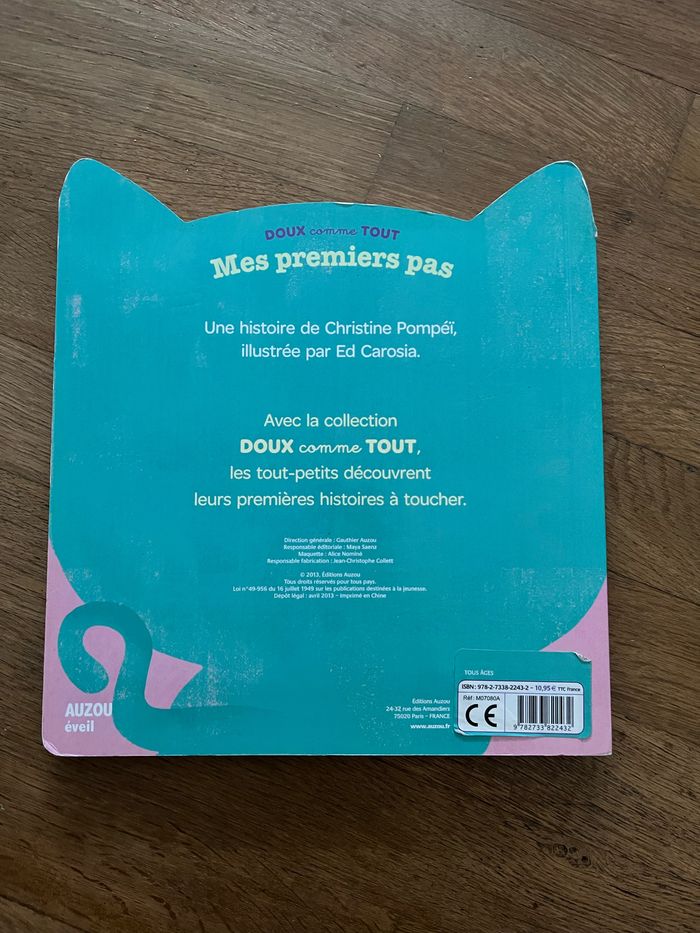 DOUX comme TOUT
Mes premiers pas
Une histoire de Christine Pompéï,
illustrée par Ed Carosia.
Avec la collection
DOUX comme TOUT,
les tout-petits découvrent
leurs premières histoires à toucher.
Direction générale : Gauthier Auzou
Responsable éditoriale : Maya Saenz
Maquette : Alice Nominé
Responsable fabrication : Jean-Christophe Collett
© 2013, Éditions Auzou
Tous droits réservés pour tous pays.
Loi n°49-956 du 16 juillet 1949 sur les publications destinées à la jeunesse.
Dépôt légal : avril 2013 – Imprimé en Chine
AUZOU
éveil
Éditions Auzou
24-32 rue des Amandiers
75020 Paris – FRANCE
www.auzou.fr
TOUS ÂGES
ISBN : 978-2-7338-2243-2 – 10,95 € TTC France
Réf : M07080A
CE
9 782733 822432